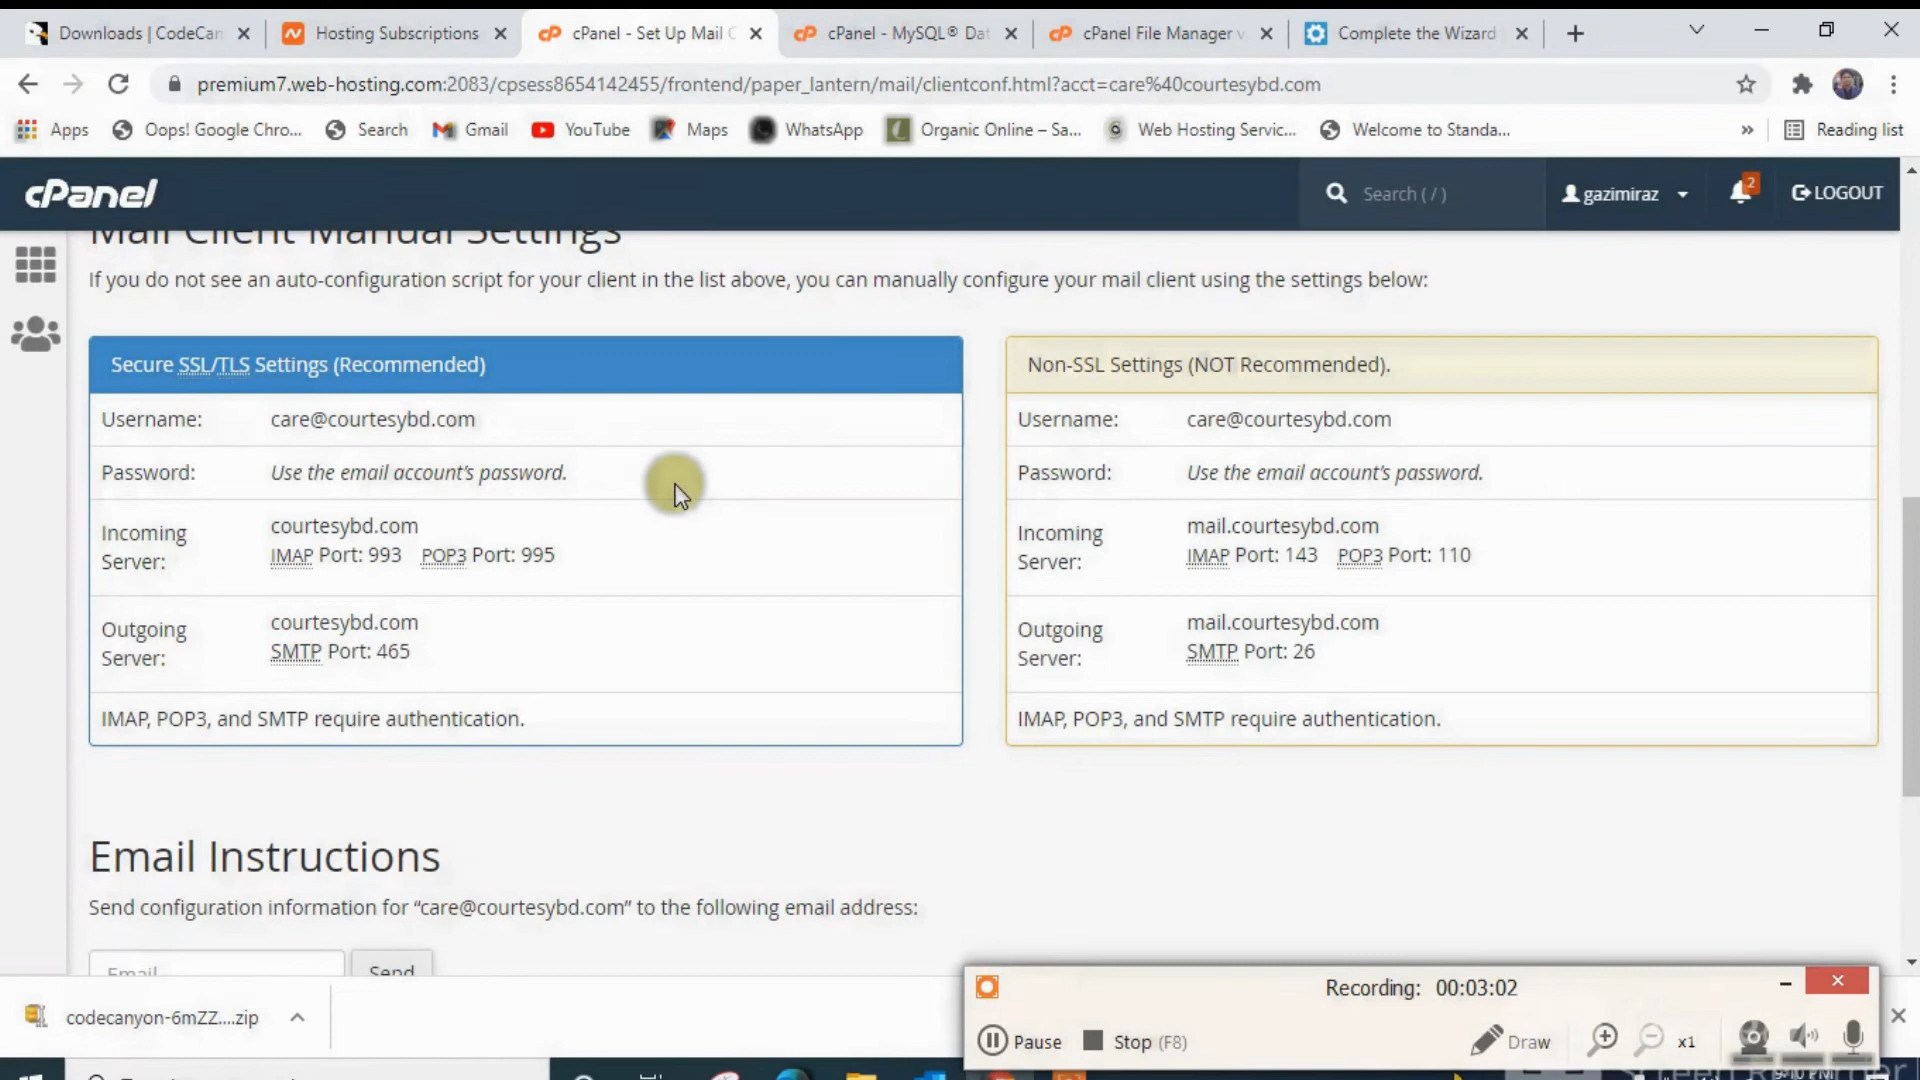 Downloads | CodeCan
Hosting Subscriptions
cPanel - Set Up Mail C
cPanel - MySQL® Dat
cPanel File Manager v
Complete the Wizard
premium7.web-hosting.com:2083/cpsess8654142455/frontend/paper_lantern/mail/clientconf.html?acct=care%40courtesybd.com
Apps
Oops! Google Chro...
Search
Gmail
YouTube
Maps
WhatsApp
Organic Online – Sa...
Web Hosting Servic...
Welcome to Standa...
»
Reading list
cPanel
Search ( / )
gazimiraz
2
LOGOUT
Mail Client Manual Settings
If you do not see an auto-configuration script for your client in the list above, you can manually configure your mail client using the settings below:
Secure SSL/TLS Settings (Recommended)
Username: care@courtesybd.com
Password: Use the email account's password.
Incoming Server: courtesybd.com
IMAP Port: 993 POP3 Port: 995
Outgoing Server: courtesybd.com
SMTP Port: 465
IMAP, POP3, and SMTP require authentication.
Non-SSL Settings (NOT Recommended).
Username: care@courtesybd.com
Password: Use the email account's password.
Incoming Server: mail.courtesybd.com
IMAP Port: 143 POP3 Port: 110
Outgoing Server: mail.courtesybd.com
SMTP Port: 26
IMAP, POP3, and SMTP require authentication.
Email Instructions
Send configuration information for “care@courtesybd.com” to the following email address:
Email
Send
codecanyon-6mZZ....zip
Recording: 00:03:02
Pause
Stop (F8)
Draw
x1
9:10 PM